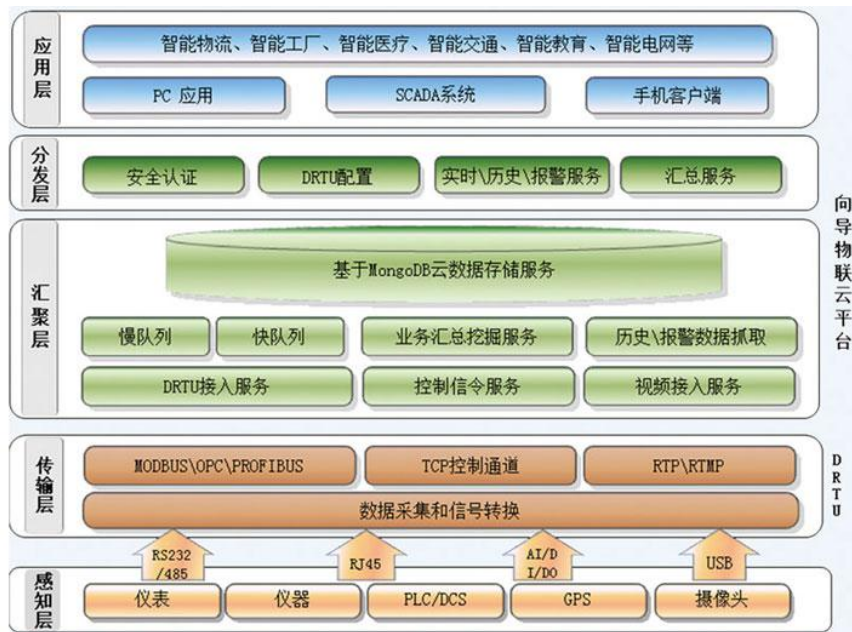 应用层
智能物流、智能工厂、智能医疗、智能交通、智能教育、智能电网等
PC 应用
SCADA系统
手机客户端
分发层
安全认证
DRTU配置
实时\历史\报警服务
汇总服务
汇聚层
基于MongoDB云数据存储服务
慢队列
快队列
业务汇总挖掘服务
历史\报警数据抓取
DRTU接入服务
控制信令服务
视频接入服务
向导物联云平台
传输层
MODBUS\OPC\PROFIBUS
TCP控制通道
RTP\RTMP
数据采集和信号转换
DRTU
RS232
/485
RJ45
AI/D
I/DO
USB
感知层
仪表
仪器
PLC/DCS
GPS
摄像头